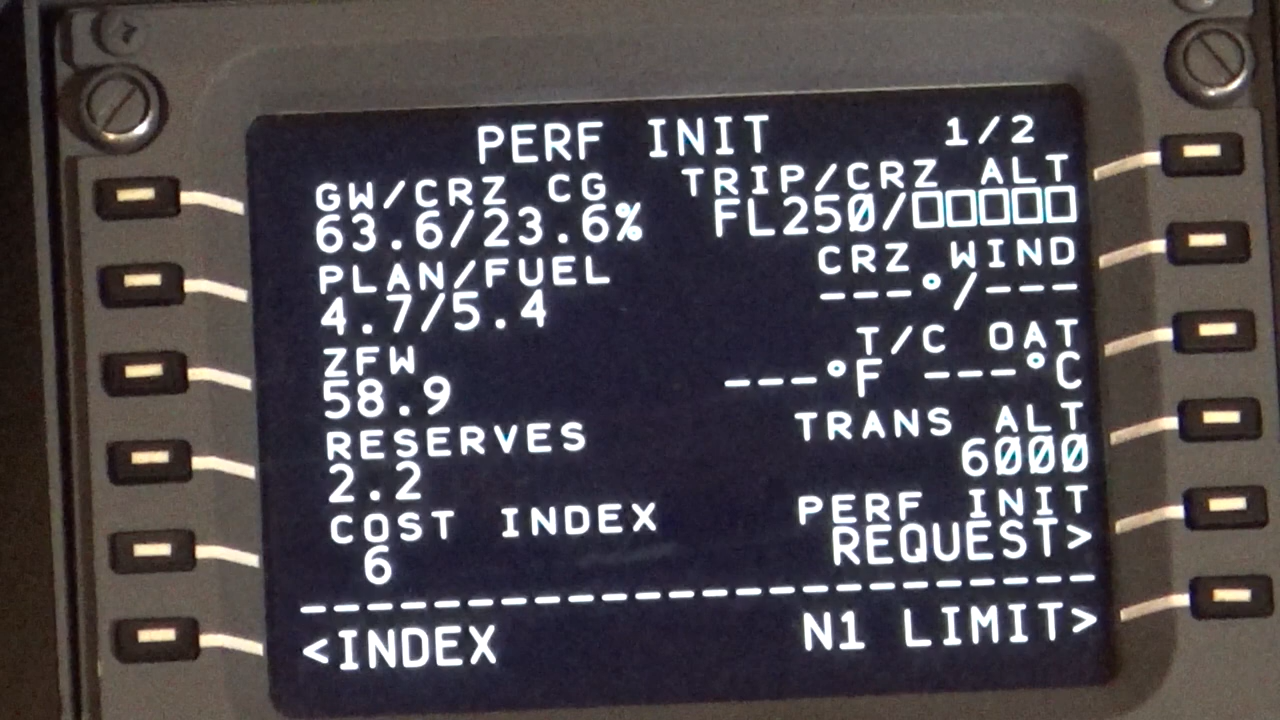 PERF INIT 1/2
GW/CRZ CG TRIP/CRZ ALT
63.6/23.6% FL250/□□□□□
CRZ WIND
PLAN/FUEL ---°/---
4.7/5.4
T/C OAT
ZFW ---°F ---°C
58.9
TRANS ALT
RESERVES 6000
2.2
PERF INIT
COST INDEX REQUEST>
6
------------------------
<INDEX N1 LIMIT>